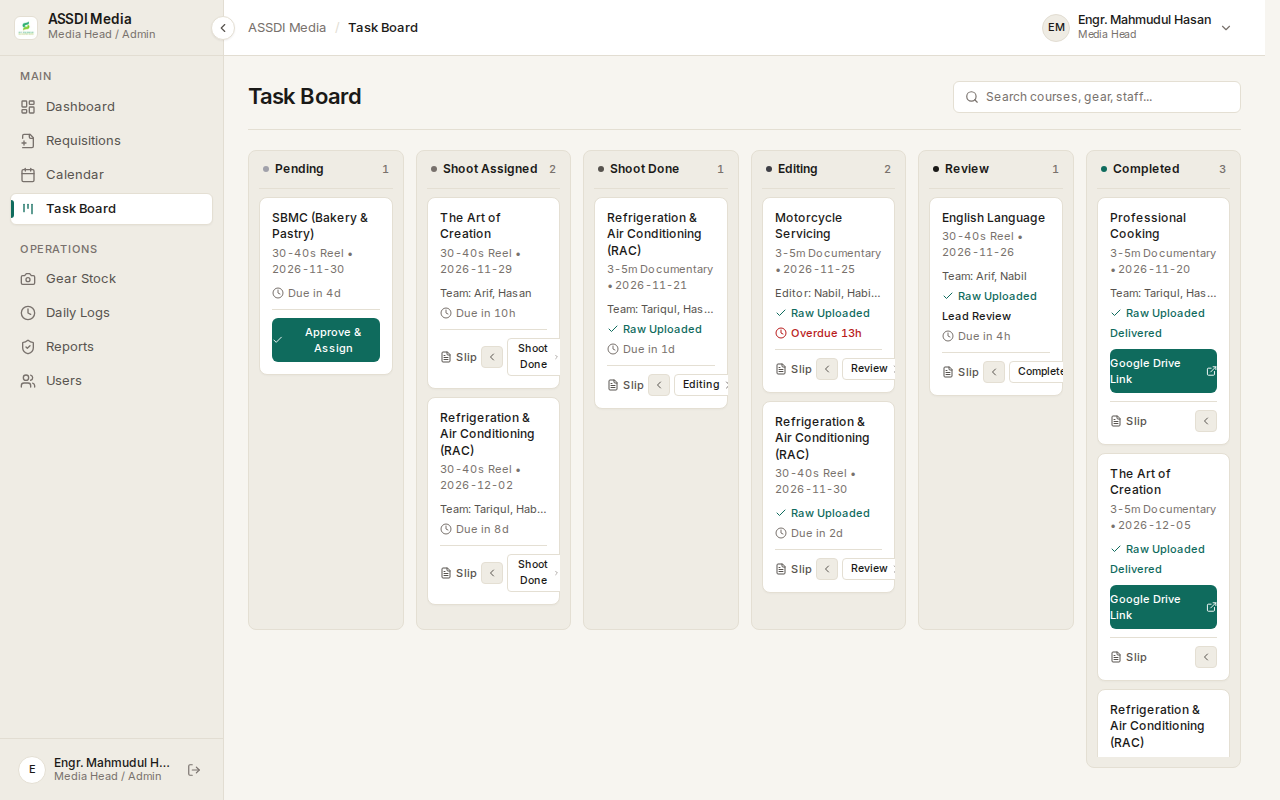 ASSDI Media
Media Head / Admin
MAIN
Dashboard
Requisitions
Calendar
Task Board
OPERATIONS
Gear Stock
Daily Logs
Reports
Users
E
Engr. Mahmudul H...
Media Head / Admin
ASSDI Media / Task Board
EM
Engr. Mahmudul Hasan
Media Head
Task Board
Search courses, gear, staff...
Pending 1
SBMC (Bakery &
Pastry)
30-40s Reel •
2026-11-30
Due in 4d
Approve &
Assign
Shoot Assigned 2
The Art of
Creation
30-40s Reel •
2026-11-29
Team: Arif, Hasan
Due in 10h
Slip
Shoot
Done
Refrigeration &
Air Conditioning
(RAC)
30-40s Reel •
2026-12-02
Team: Tariqul, Hab...
Due in 8d
Slip
Shoot
Done
Shoot Done 1
Refrigeration &
Air Conditioning
(RAC)
3-5m Documentary
• 2026-11-21
Team: Tariqul, Has...
Raw Uploaded
Due in 1d
Slip
Editing
Editing 2
Motorcycle
Servicing
3-5m Documentary
• 2026-11-25
Editor: Nabil, Habi...
Raw Uploaded
Overdue 13h
Slip
Review
Refrigeration &
Air Conditioning
(RAC)
30-40s Reel •
2026-11-30
Raw Uploaded
Due in 2d
Slip
Review
Review 1
English Language
30-40s Reel •
2026-11-26
Team: Arif, Nabil
Raw Uploaded
Lead Review
Due in 4h
Slip
Complete
Completed 3
Professional
Cooking
3-5m Documentary
• 2026-11-20
Team: Tariqul, Has...
Raw Uploaded
Delivered
Google Drive
Link
Slip
The Art of
Creation
3-5m Documentary
• 2026-12-05
Raw Uploaded
Delivered
Google Drive
Link
Slip
Refrigeration &
Air Conditioning
(RAC)